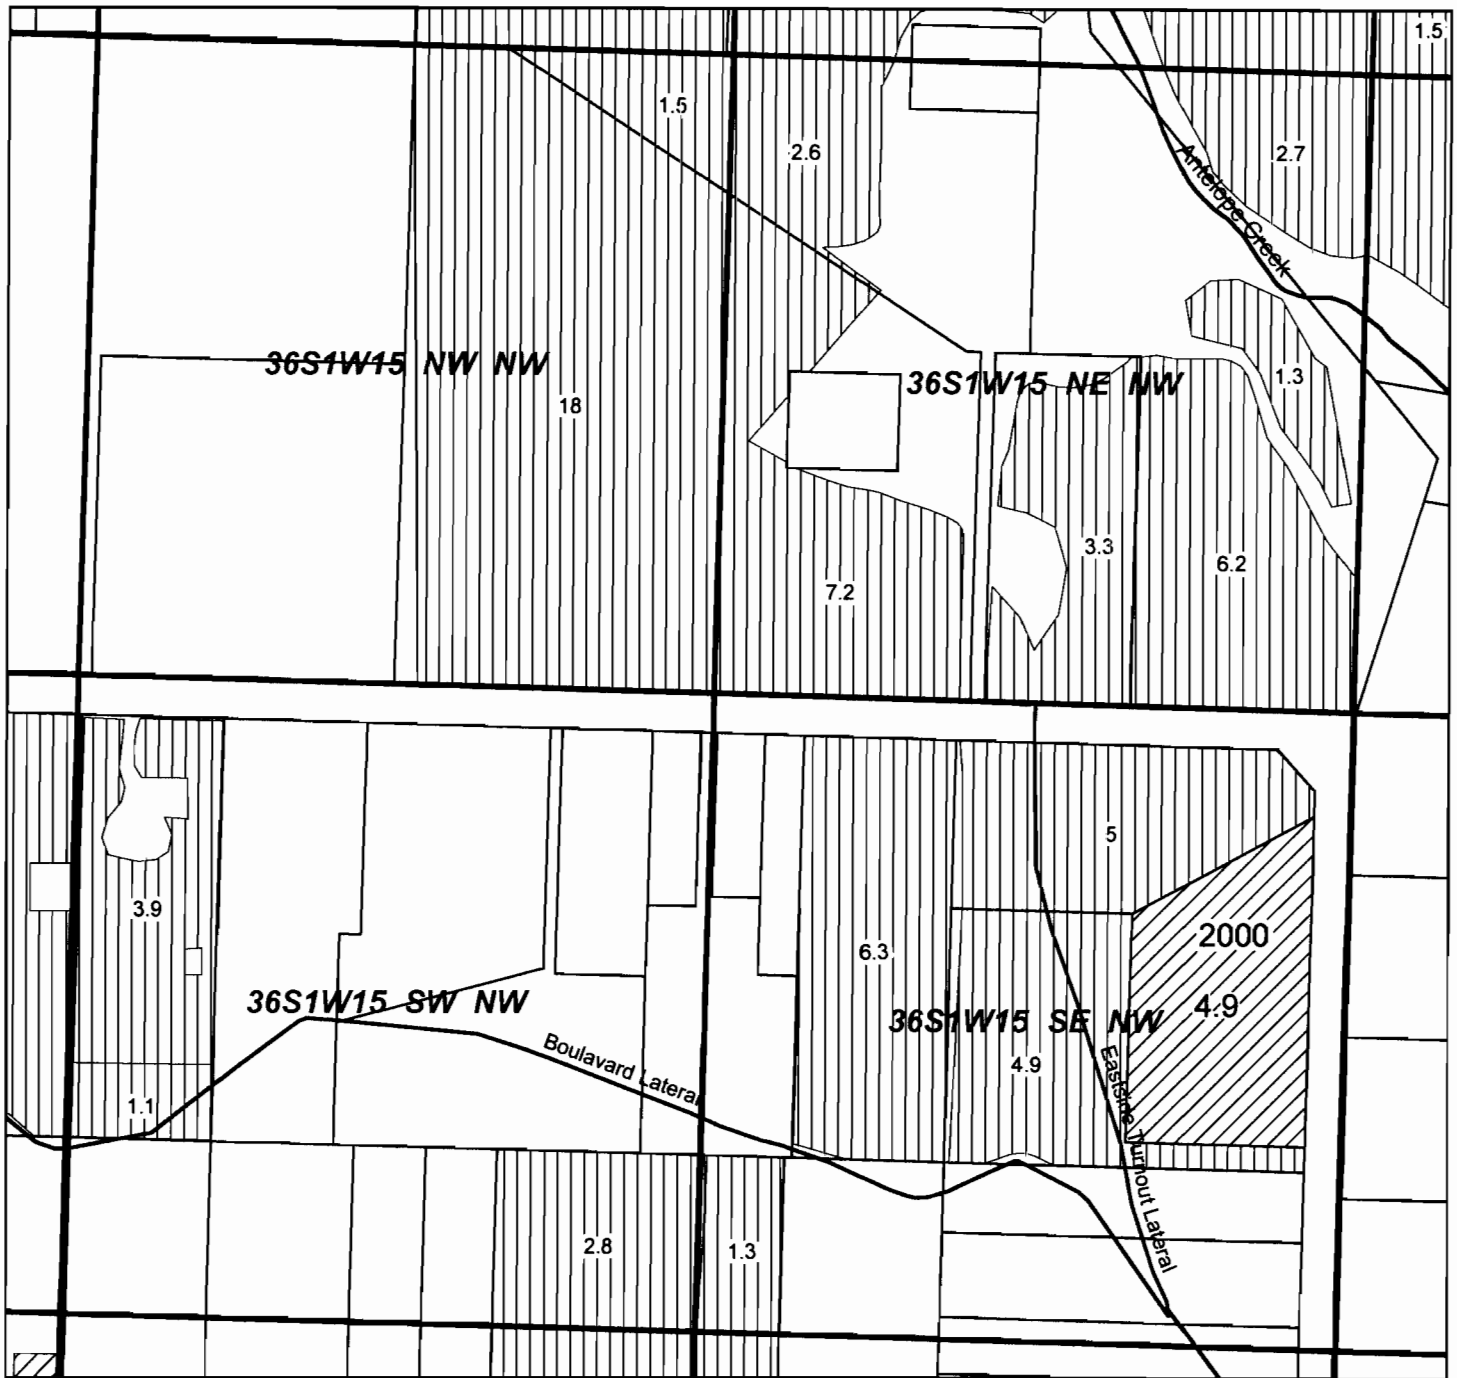 1.5
1.5
2.6
2.7
Antelope Creek
36S1W15 NW NW
36S1W15 NE NW
1.3
18
3.3
6.2
7.2
5
3.9
2000
6.3
36S1W15 SW NW
4.9
36S1W15 SE NW
Boulavard Lateral
4.9
Eastside Turnout Lateral
1.1
2.8
1.3